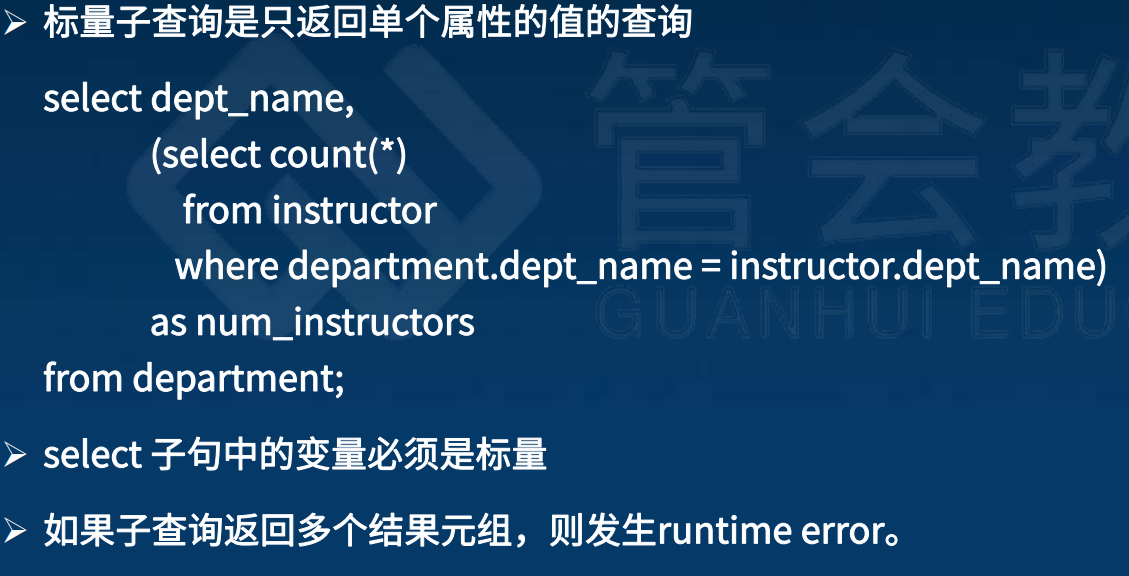 ➢ 标量子查询是只返回单个属性的值的查询
select dept_name,
(select count(*)
from instructor
where department.dept_name = instructor.dept_name)
as num_instructors
from department;
➢ select 子句中的变量必须是标量
➢ 如果子查询返回多个结果元组，则发生runtime error。
管会教
GUANHUI EDU